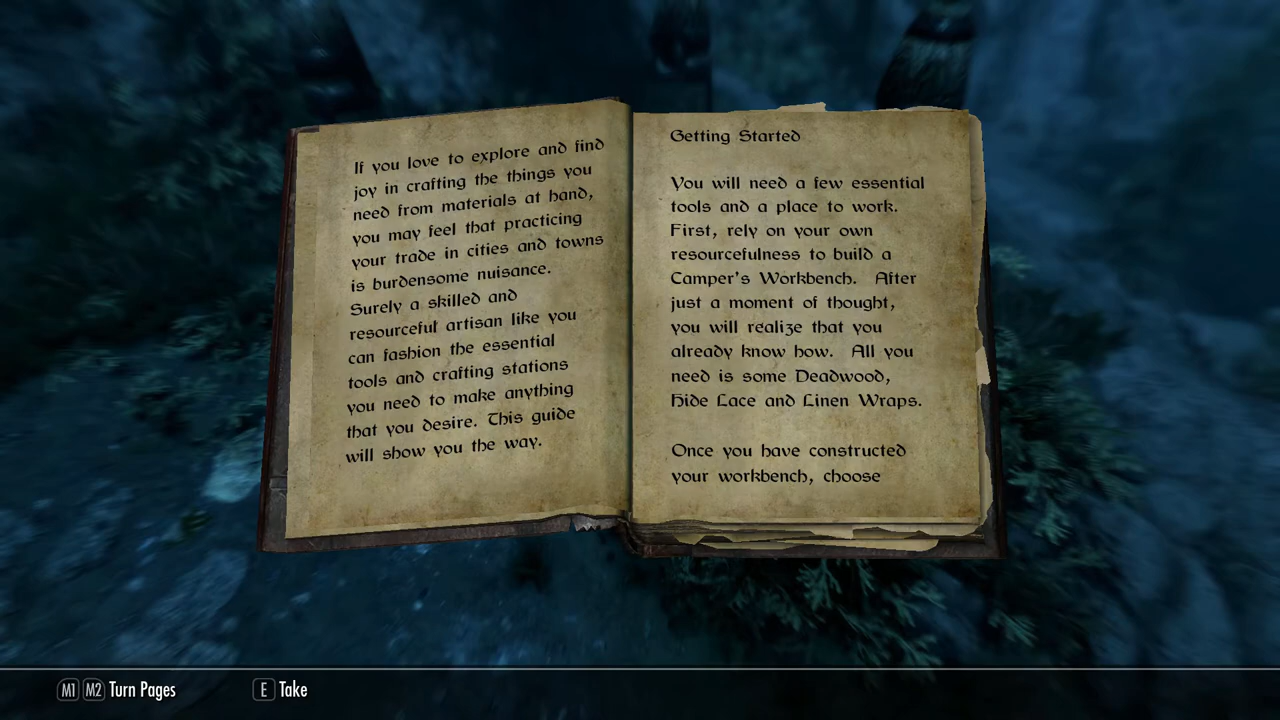 If you love to explore and find
joy in crafting the things you
need from materials at hand,
you may feel that practicing
your trade in cities and towns
is burdensome nuisance.
Surely a skilled and
resourceful artisan like you
can fashion the essential
tools and crafting stations
you need to make anything
that you desire. This guide
will show you the way.
Getting Started
You will need a few essential
tools and a place to work.
First, rely on your own
resourcefulness to build a
Camper's Workbench.  After
just a moment of thought,
you will realize that you
already know how.  All you
need is some Deadwood,
Hide Lace and Linen Wraps.
Once you have constructed
your workbench, choose
M1 M2 Turn Pages
E Take